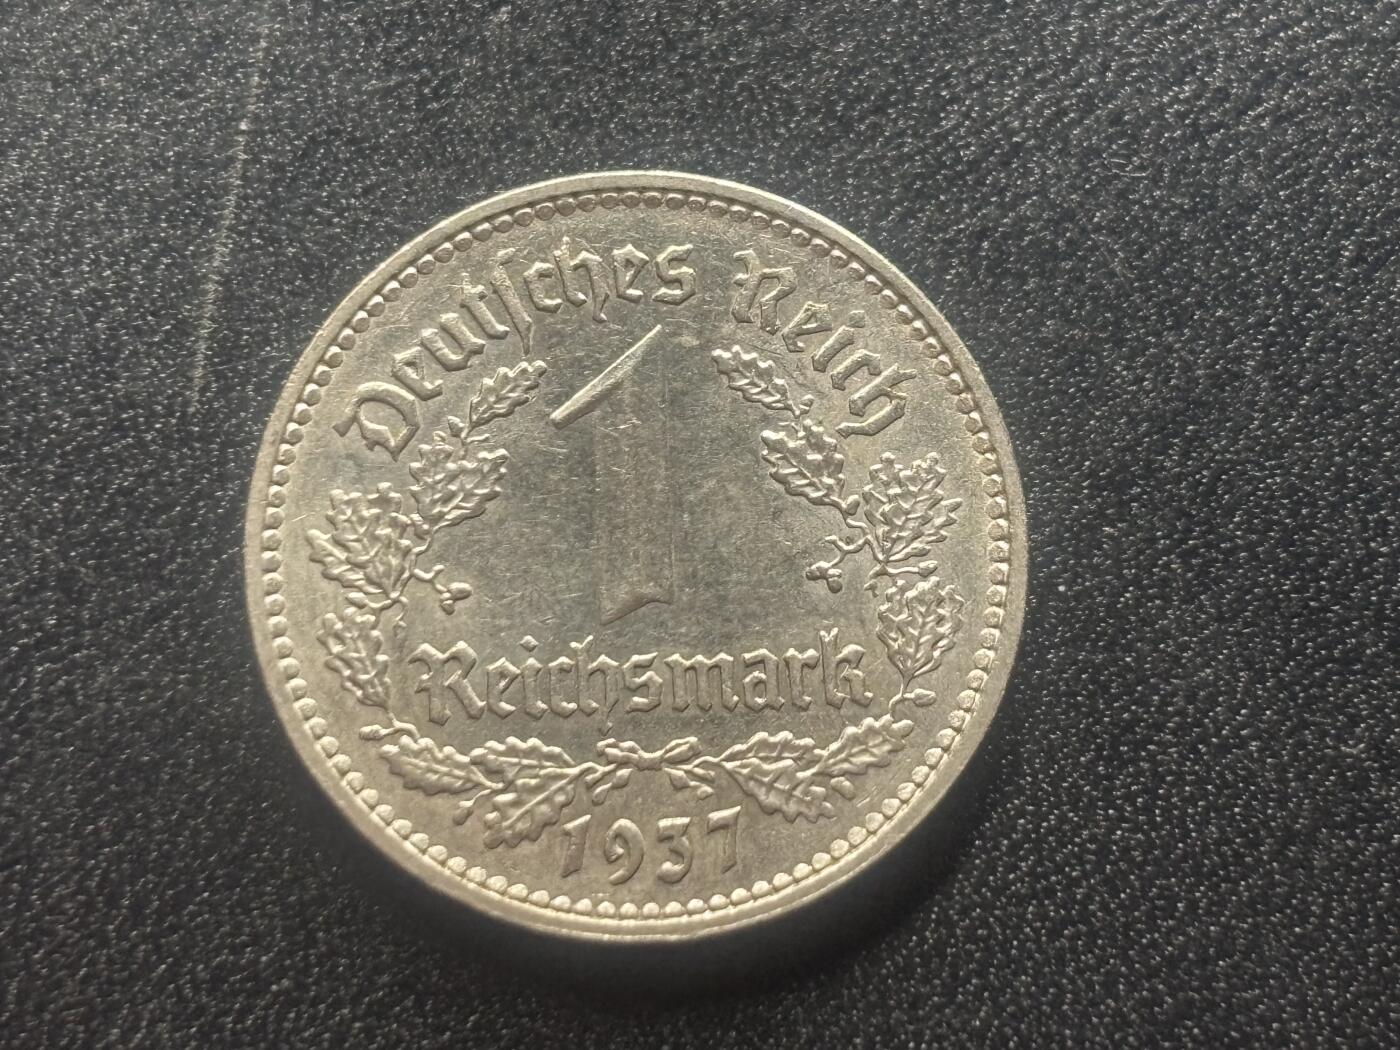 Deutſches Reich
1
Reichsmark
1937